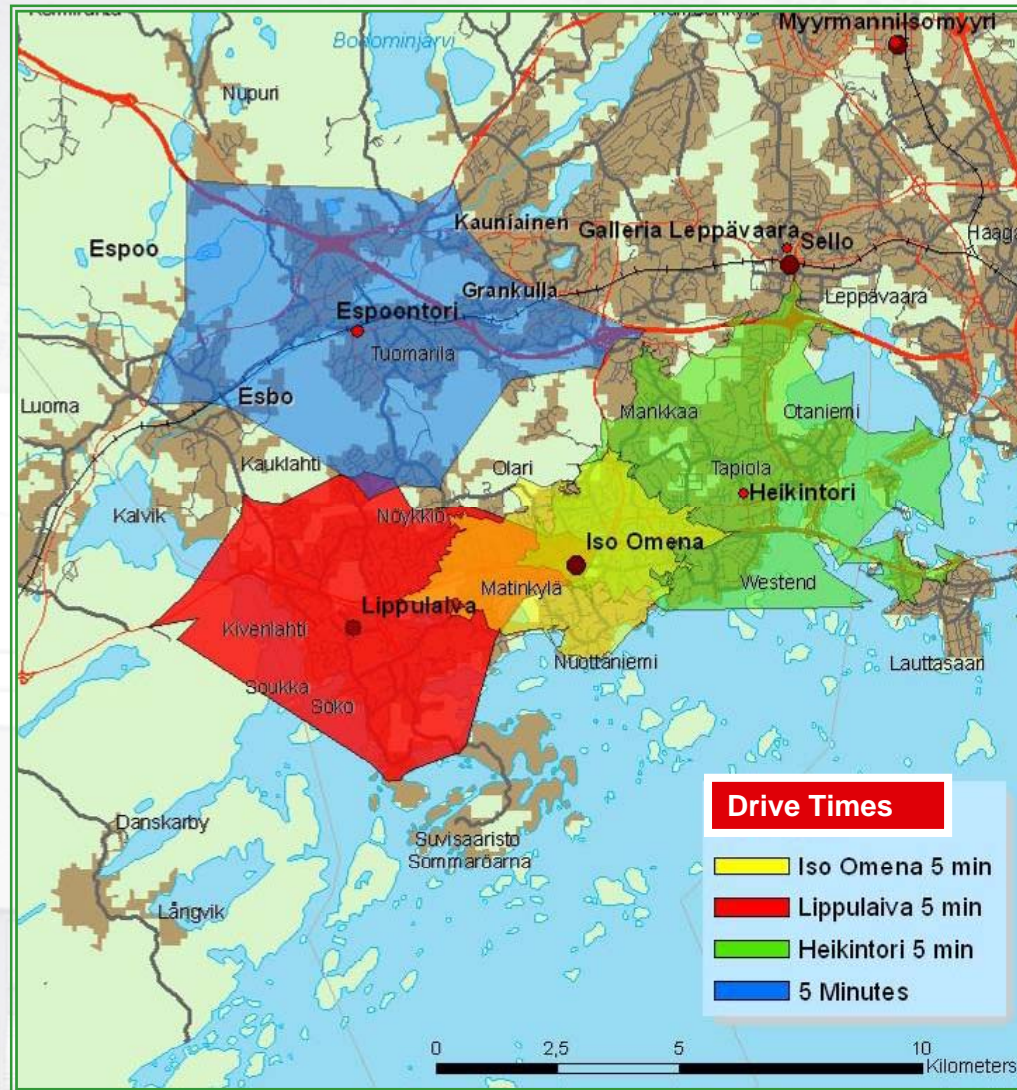 Myyrmannilsomyyri
Bodominjärvi
Nupuri
Kauniainen
Espoo
Galleria Leppävaara
Sello
Haaga
Grankulla
Leppävaara
Espoontori
Tuomarila
Esbo
Luoma
Mankkaa
Otaniemi
Kauklahti
Olari
Tapiola
Heikintori
Kalvik
Nöykkiö
Iso Omena
Matinkylä
Westend
Lippulaiva
Kivenlahti
Nuottaniemi
Lauttasaari
Soukka
Soko
Danskarby
Suvisaaristo
Sommaröarna
Långvik
Drive Times
Iso Omena 5 min
Lippulaiva 5 min
Heikintori 5 min
5 Minutes
0 2,5 5 10
Kilometers